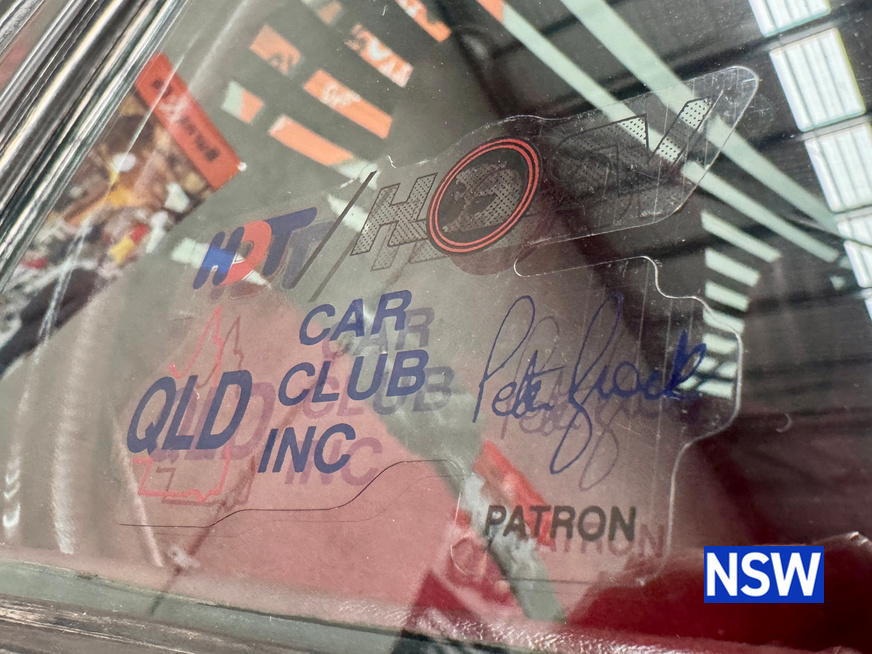 HDT / HSV
CAR
CLUB
QLD INC
Peter Brock
PATRON
NSW